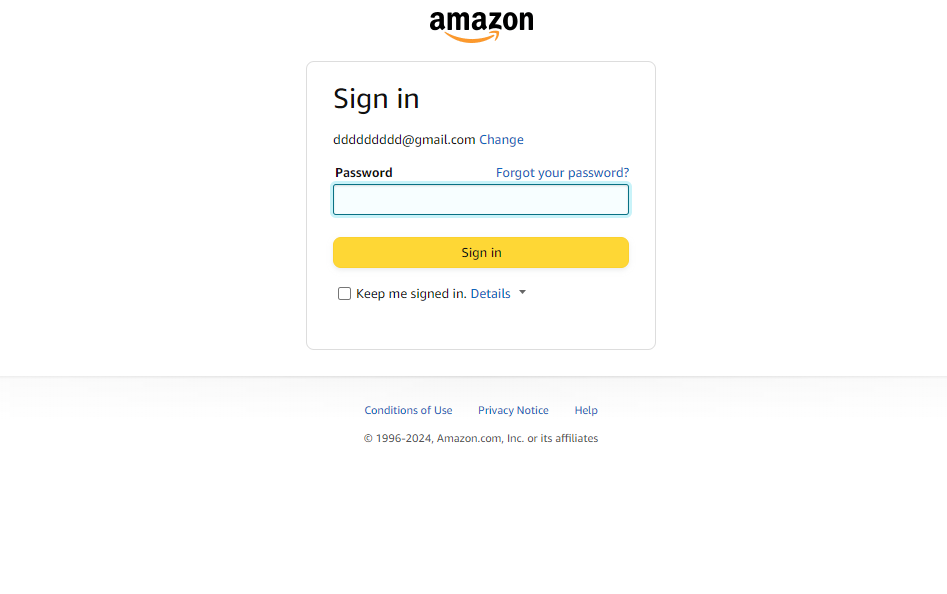 amazon
Sign in
ddddddddd@gmail.com Change
Password Forgot your password?
Sign in
Keep me signed in. Details
Conditions of Use Privacy Notice Help
© 1996-2024, Amazon.com, Inc. or its affiliates